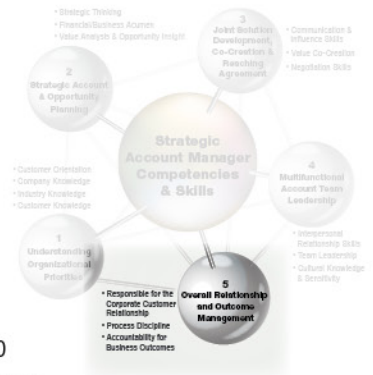 • Strategic Thinking
• Financial/Business Acumen
• Value Analysis & Opportunity Insight
3
Joint Solution
Development,
Co-Creation &
Reaching
Agreement
• Communication &
Influence Skills
• Value Co-Creation
• Negotiation Skills
2
Strategic Account
& Opportunity
Planning
Strategic
Account Manager
Competencies
& Skills
• Customer Orientation
• Company Knowledge
• Industry Knowledge
• Customer Knowledge
4
Multifunctional
Account Team
Leadership
• Interpersonal
Relationship Skills
• Team Leadership
• Cultural Knowledge
& Sensitivity
1
Understanding
Organizational
Priorities
5
Overall Relationship
and Outcome
Management
• Responsible for the
Corporate Customer
Relationship
• Process Discipline
• Accountability for
Business Outcomes
0